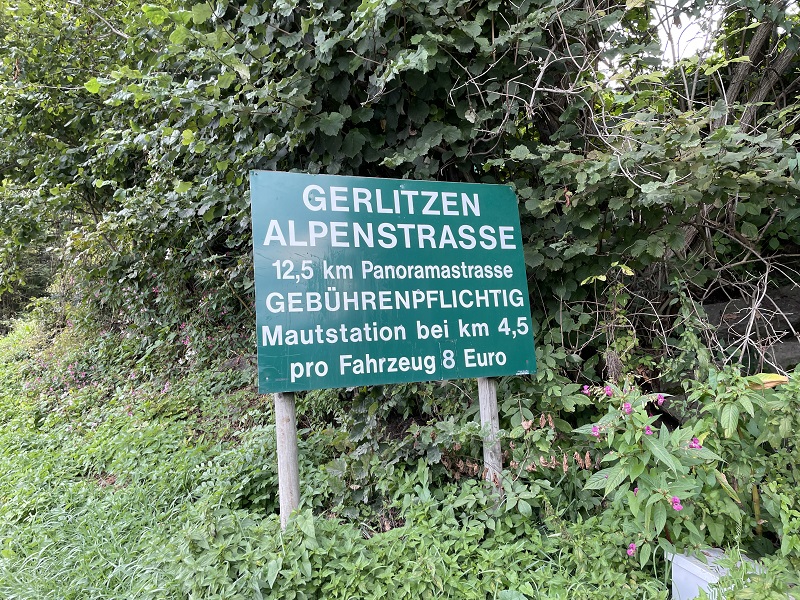 GERLITZEN
ALPENSTRASSE
12,5 km Panoramastrasse
GEBÜHRENPFLICHTIG
Mautstation bei km 4,5
pro Fahrzeug 8 Euro